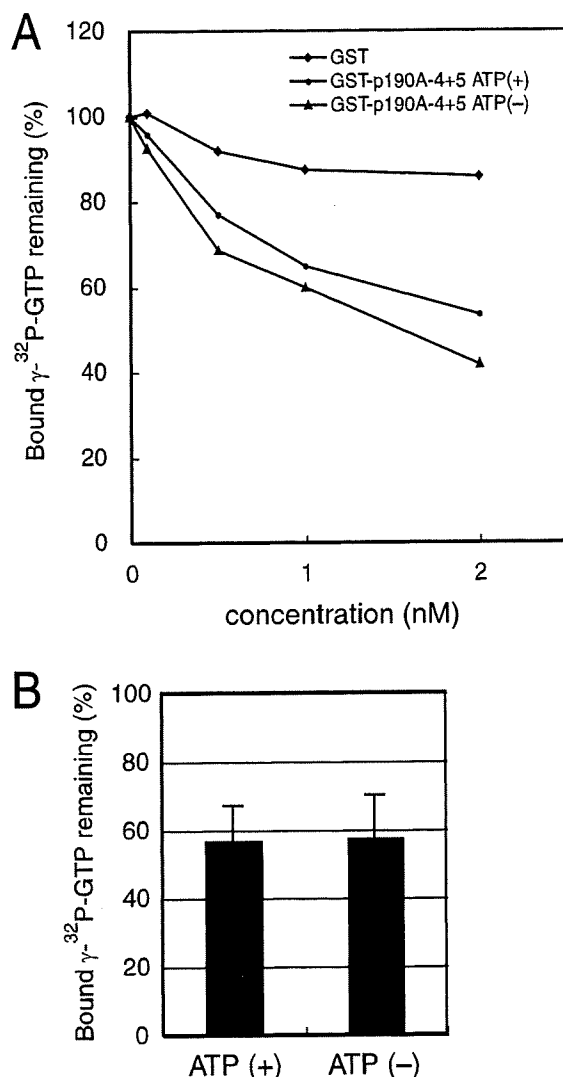 A
120
100
80
60
40
20
0
Bound γ-³²P-GTP remaining (%)
GST
GST-p190A-4+5 ATP(+)
GST-p190A-4+5 ATP(−)
0 1 2
concentration (nM)
B
100
80
60
40
20
0
Bound γ-³²P-GTP remaining (%)
ATP (+) ATP (−)